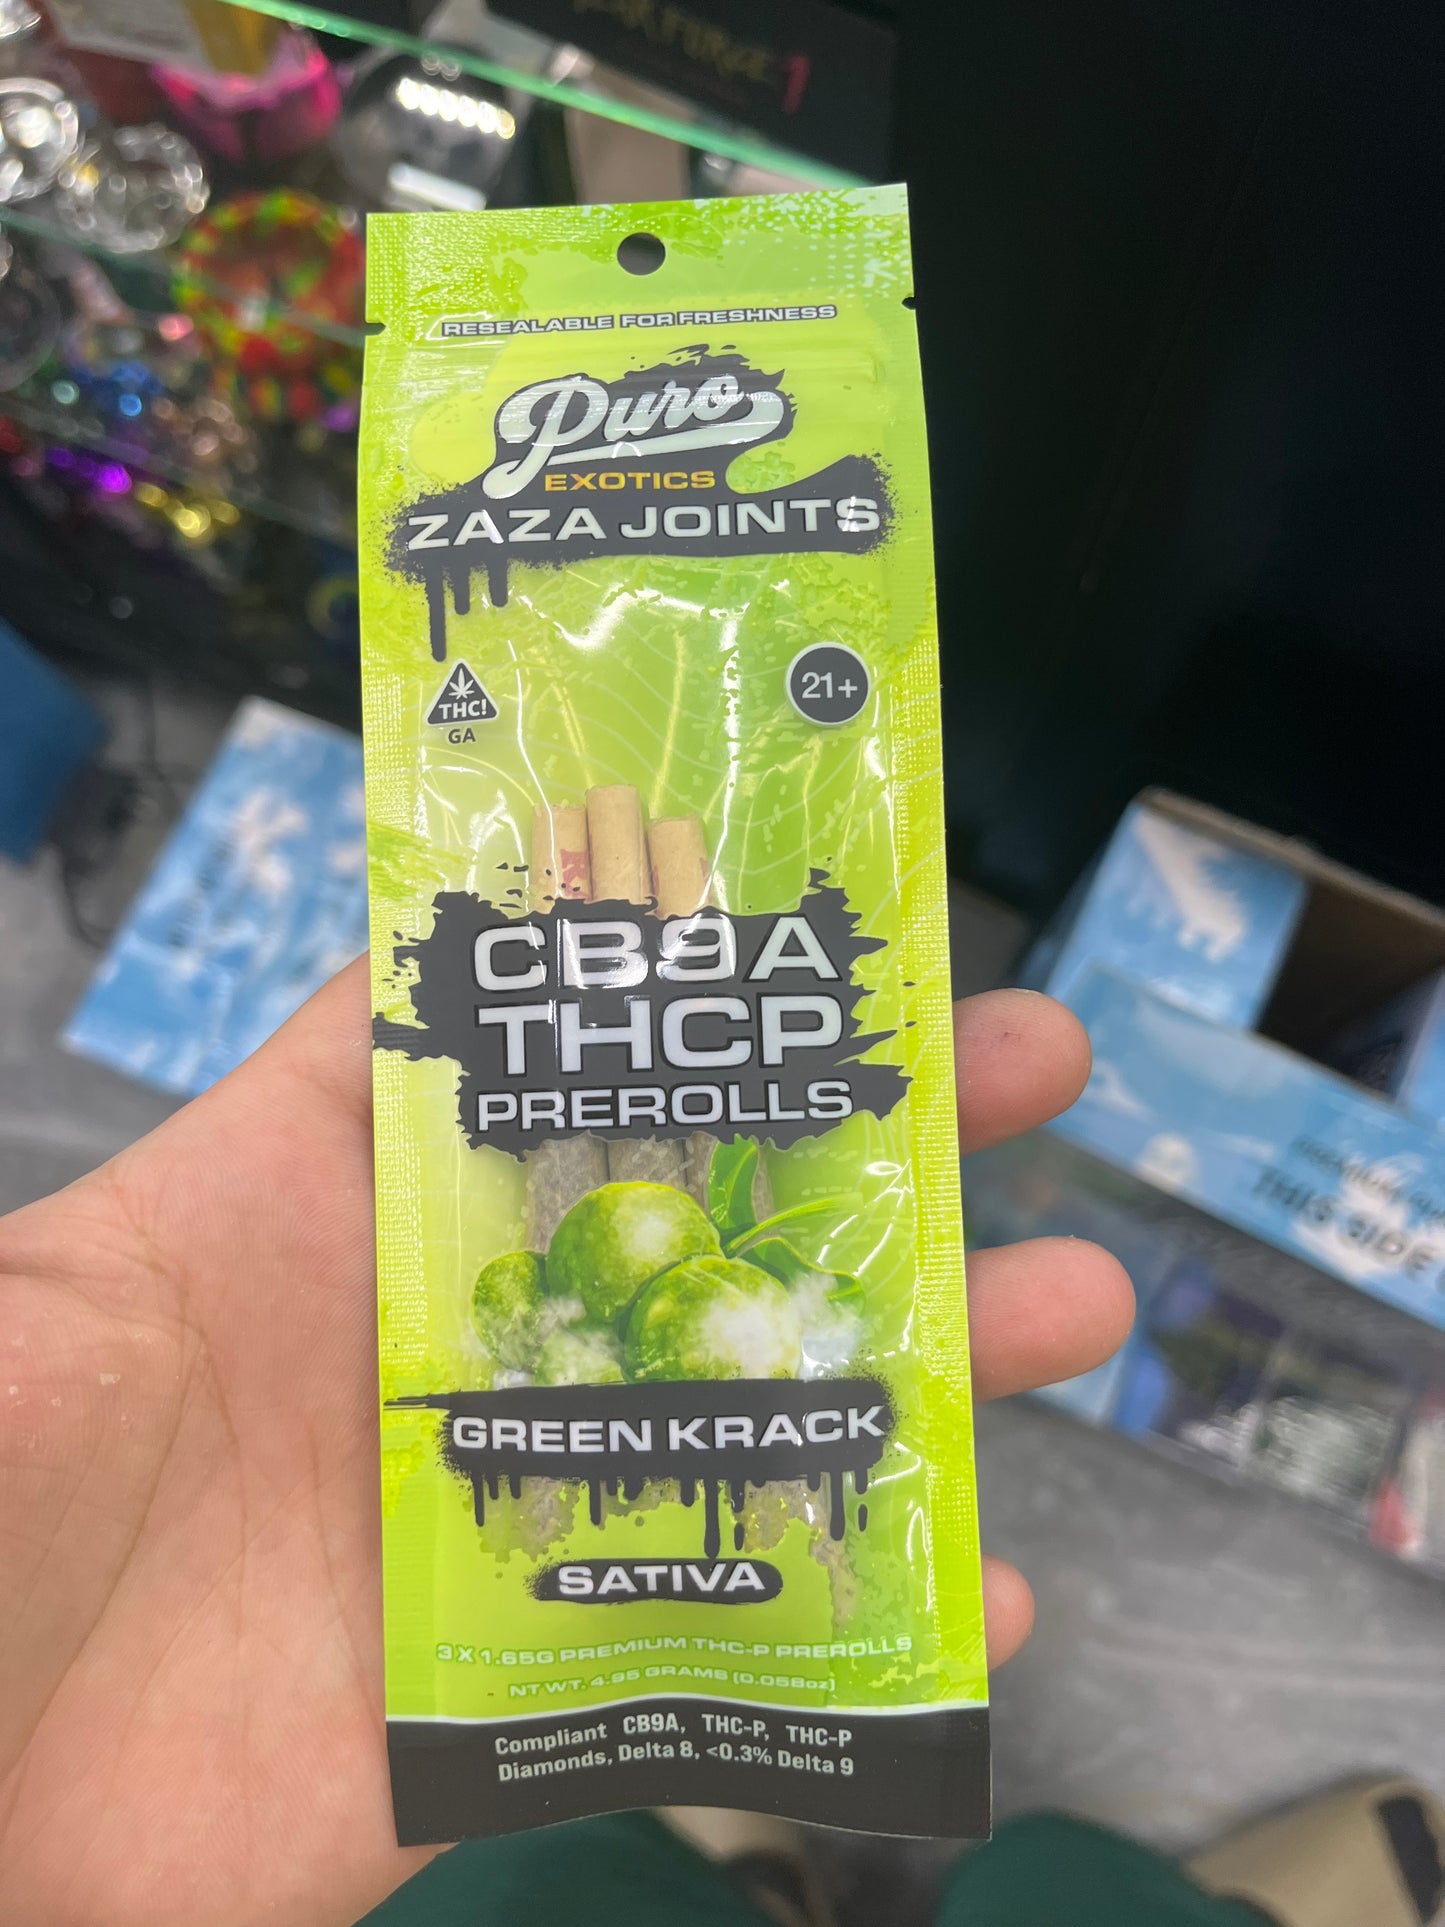 RESEALABLE FOR FRESHNESS
Puro
EXOTICS
ZAZA JOINTS
THC!
GA
21+
CB9A
THCP
PREROLLS
GREEN KRACK
SATIVA
3 X 1.65G PREMIUM THC-P PREROLLS
NT WT. 4.95 GRAMS (0.058oz)
Compliant CB9A, THC-P, THC-P
Diamonds, Delta 8, <0.3% Delta 9
THIS SIDE